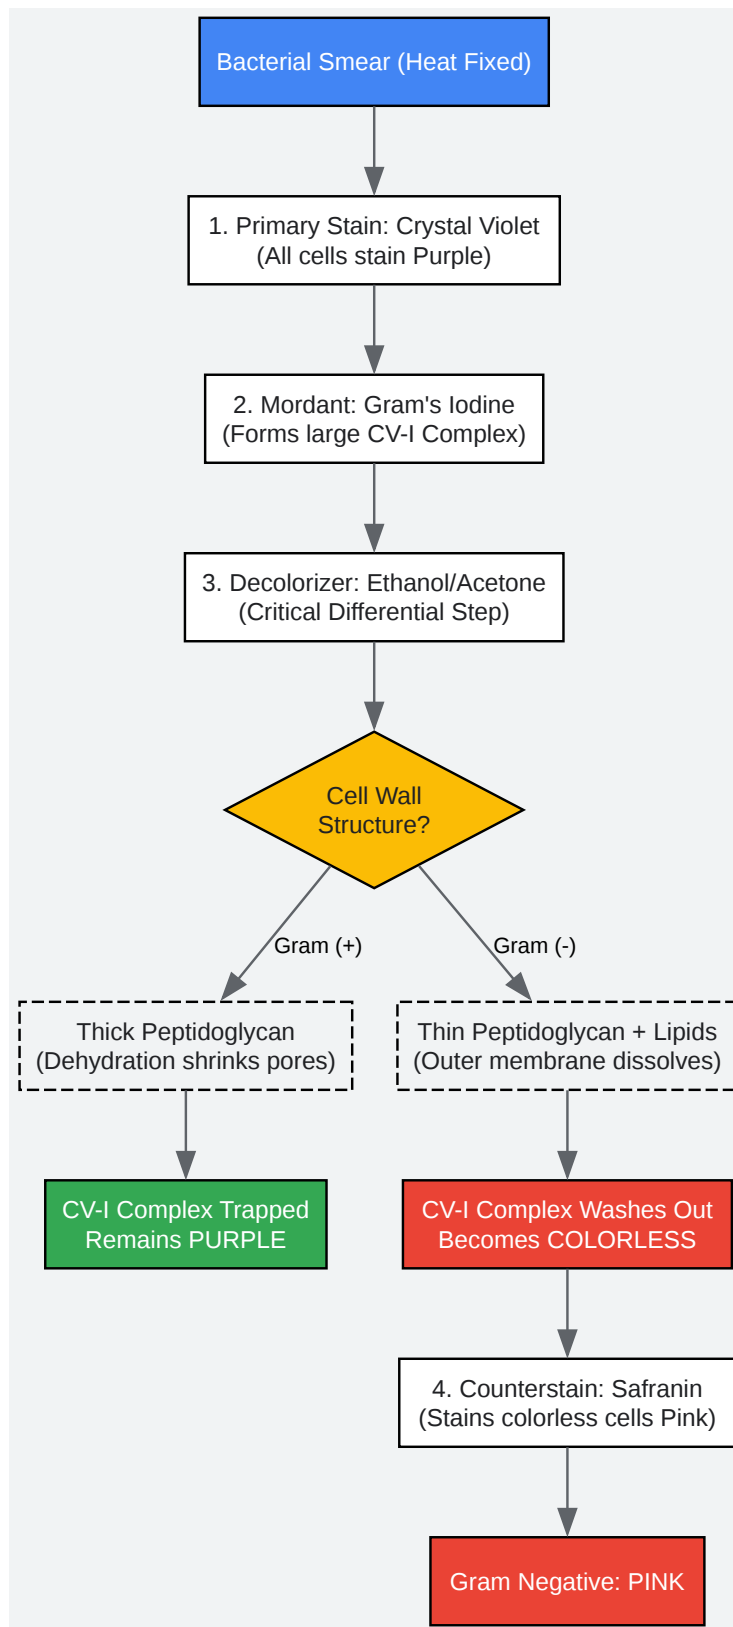 Bacterial Smear (Heat Fixed)
1. Primary Stain: Crystal Violet
(All cells stain Purple)
2. Mordant: Gram's Iodine
(Forms large CV-I Complex)
3. Decolorizer: Ethanol/Acetone
(Critical Differential Step)
Cell Wall
Structure?
Gram (+)
Gram (-)
Thick Peptidoglycan
(Dehydration shrinks pores)
Thin Peptidoglycan + Lipids
(Outer membrane dissolves)
CV-I Complex Trapped
Remains PURPLE
CV-I Complex Washes Out
Becomes COLORLESS
4. Counterstain: Safranin
(Stains colorless cells Pink)
Gram Negative: PINK